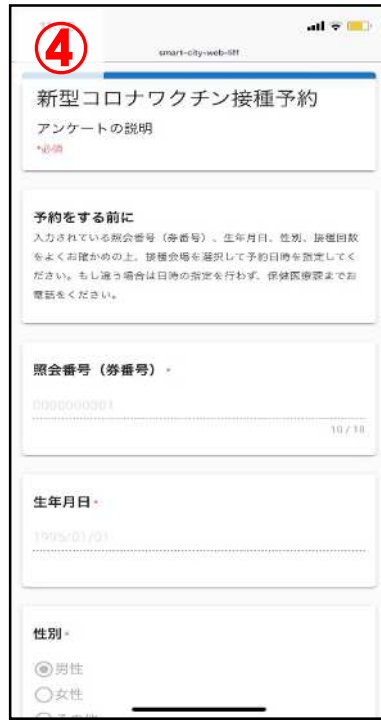 ④
smart-city-web-liff
新型コロナワクチン接種予約
アンケートの説明
*必須
予約をする前に
入力されている照会番号（券番号）、生年月日、性別、接種回数
をよくお確かめの上、接種会場を選択して予約日時を指定してく
ださい。もし違う場合は日時の指定を行わず、保健医療課までお
電話をください。
照会番号（券番号）*
0000000001
10 / 10
生年月日*
1995/01/01
性別*
男性
女性